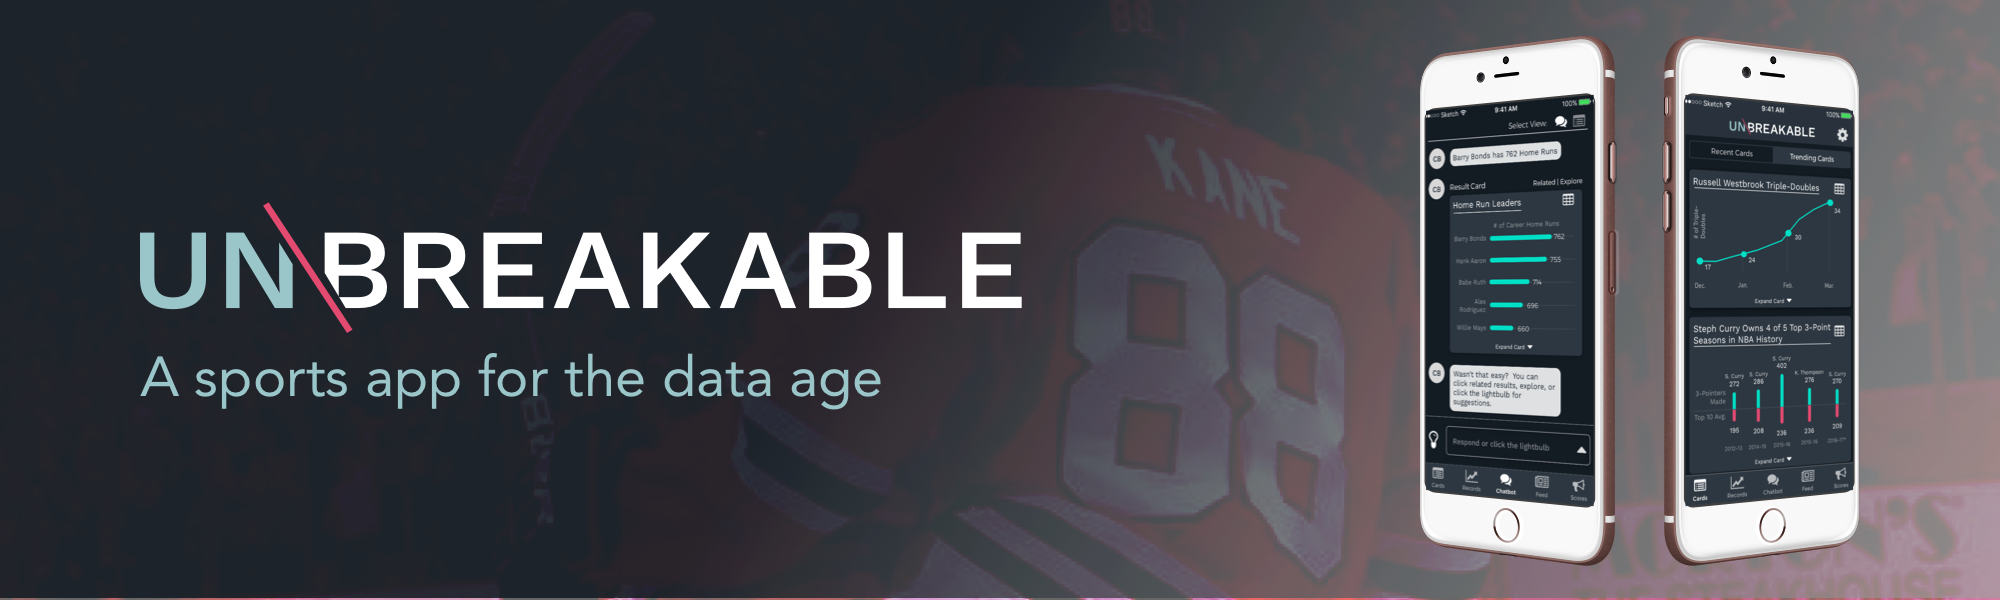 UNBREAKABLE
A sports app for the data age
88
KANE
88
Sketch
9:41 AM
100%
Select View:
CB
Barry Bonds has 762 Home Runs
CB
Result Card
Related | Explore
Home Run Leaders
# of Career Home Runs
Barry Bonds
762
Hank Aaron
755
Babe Ruth
714
Alex
Rodriguez
696
Willie Mays
660
Expand Card
CB
Wasn't that easy? You can
click related results, explore, or
click the lightbulb for
suggestions.
Respond or click the lightbulb
Cards
Records
Chatbot
Feed
Scores
Sketch
9:41 AM
100%
UNBREAKABLE
Recent Cards
Trending Cards
Russell Westbrook Triple-Doubles
# of Triple-
Doubles
17
24
30
34
Dec.
Jan.
Feb.
Mar.
Expand Card
Steph Curry Owns 4 of 5 Top 3-Point
Seasons in NBA History
S. Curry
272
S. Curry
286
S. Curry
402
K. Thompson
276
S. Curry
270
3-Pointers
Made
Top 10 Avg.
195
208
236
236
209
2012-13
2014-15
2015-16
2015-16
2016-17*
Expand Card
Cards
Records
Chatbot
Feed
Scores
STEAKHOUSE